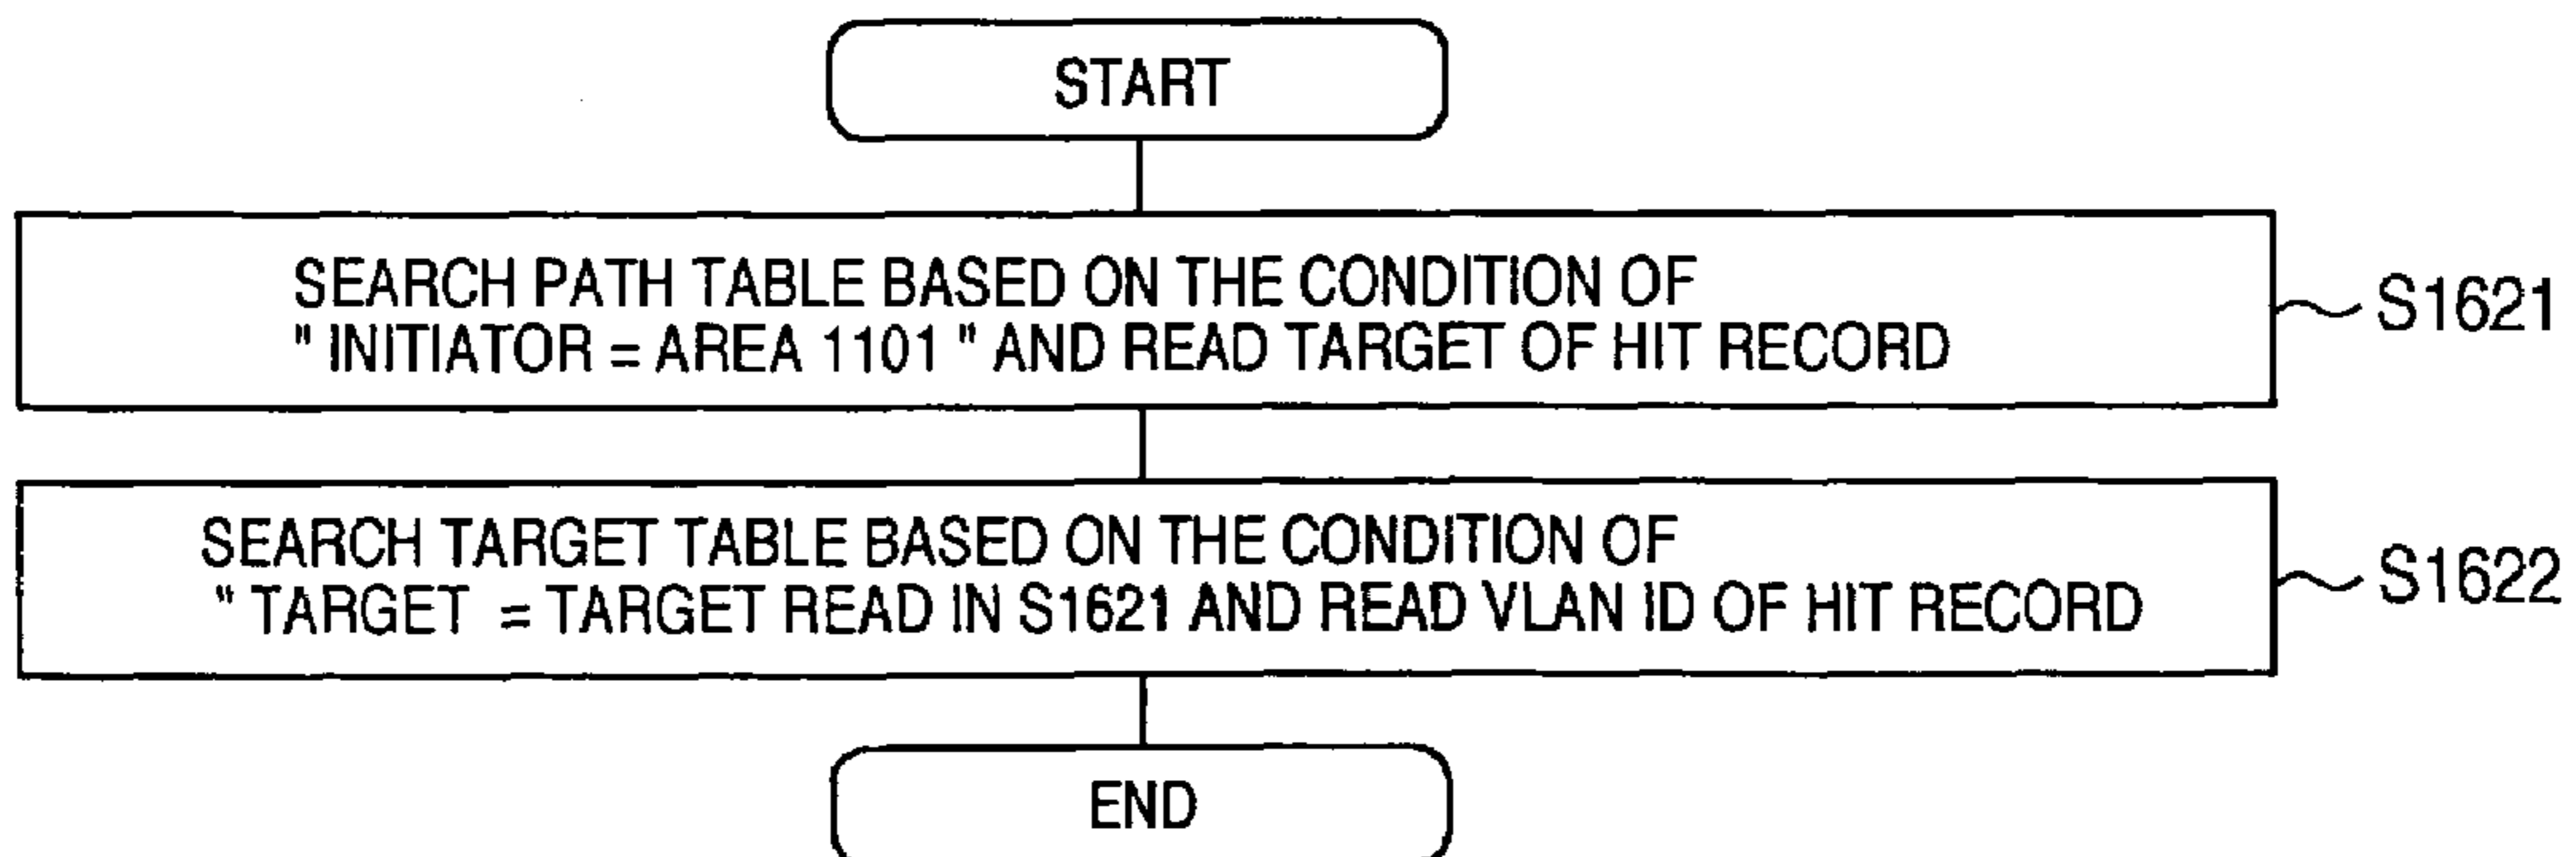 START
SEARCH PATH TABLE BASED ON THE CONDITION OF
" INITIATOR = AREA 1101 " AND READ TARGET OF HIT RECORD
S1621
SEARCH TARGET TABLE BASED ON THE CONDITION OF
" TARGET = TARGET READ IN S1621 AND READ VLAN ID OF HIT RECORD
S1622
END